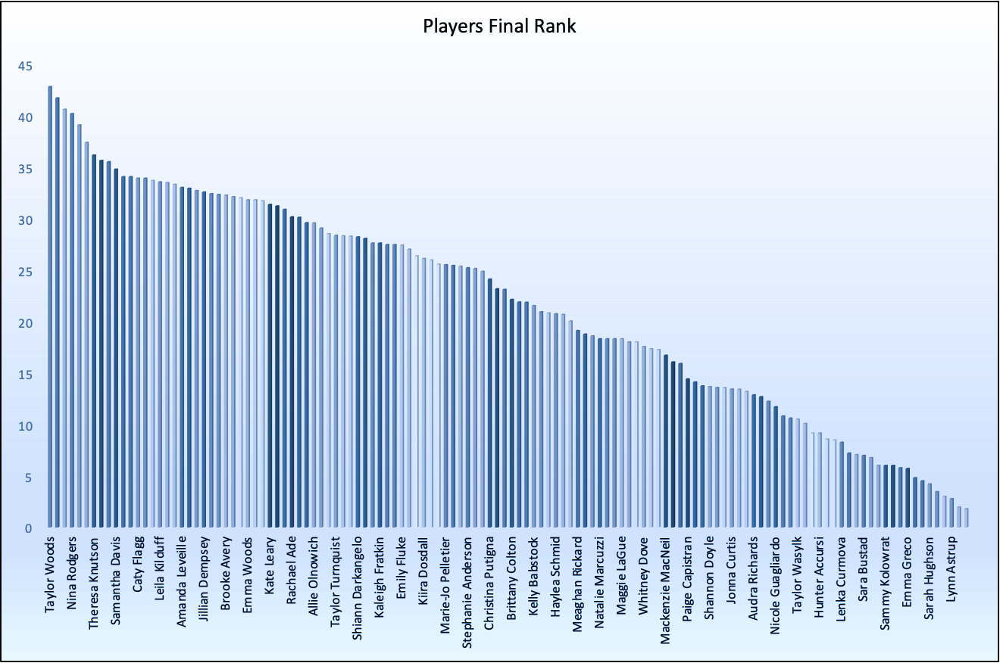 Players Final Rank
45
40
35
30
25
20
15
10
5
0
Taylor Woods
Nina Rodgers
Theresa Knutson
Samantha Davis
Caty Flagg
Leila Kilduff
Amanda Leveille
Jillian Dempsey
Brooke Avery
Emma Woods
Kate Leary
Rachael Ade
Allie Olnowich
Taylor Turnquist
Shiann Darkangelo
Kaleigh Fratkin
Emily Fluke
Kiira Dosdall
Marie-Jo Pelletier
Stephanie Anderson
Christina Putigna
Brittany Colton
Kelly Babstock
Haylea Schmid
Meaghan Rickard
Natalie Marcuzzi
Maggie LaGue
Whitney Dove
Mackenzie MacNeil
Paige Capistran
Shannon Doyle
Jonna Curtis
Audra Richards
Nicole Guagliardo
Taylor Wasylk
Hunter Accursi
Lenka Curmova
Sara Bustad
Sammy Kolowrat
Emma Greco
Sarah Hughson
Lynn Astrup